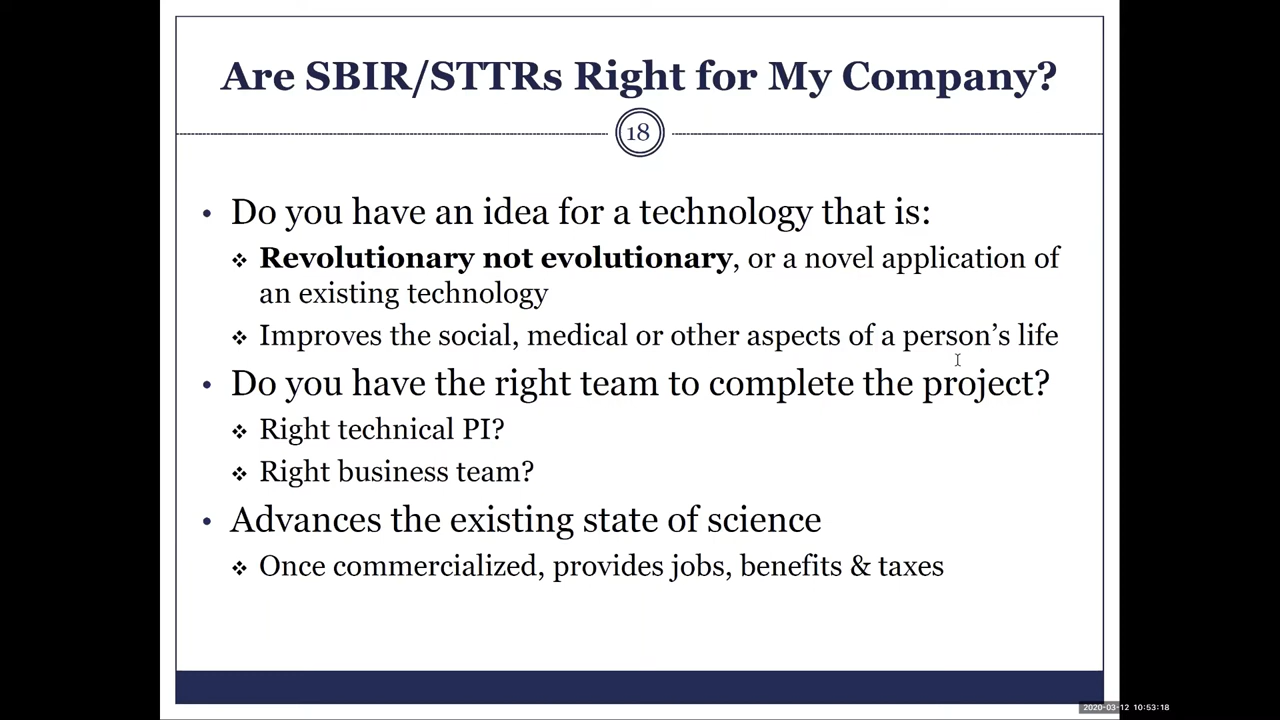 Are SBIR/STTRs Right for My Company?
18
• Do you have an idea for a technology that is:
❖ Revolutionary not evolutionary, or a novel application of
an existing technology
❖ Improves the social, medical or other aspects of a person's life
• Do you have the right team to complete the project?
❖ Right technical PI?
❖ Right business team?
• Advances the existing state of science
❖ Once commercialized, provides jobs, benefits & taxes
2020-03-12 10:53:18